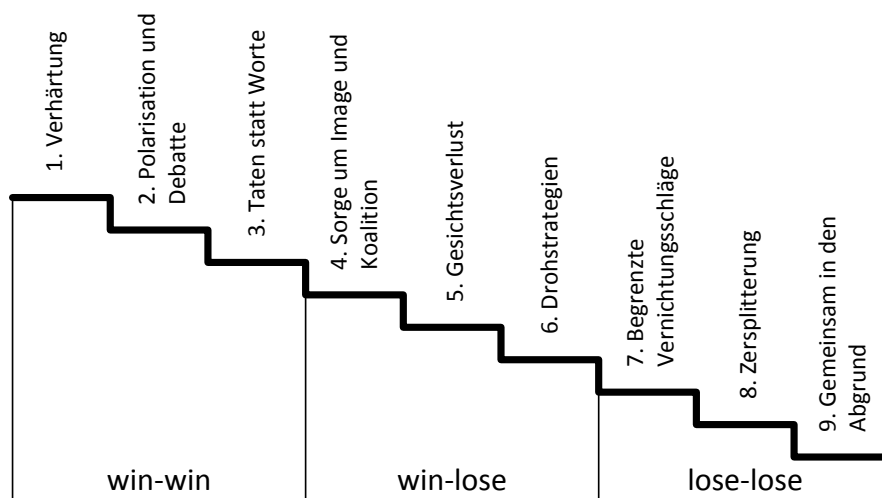 1. Verhärtung
2. Polarisation und
Debatte
3. Taten statt Worte
4. Sorge um Image und
Koalition
5. Gesichtsverlust
6. Drohstrategien
7. Begrenzte
Vernichtungsschläge
8. Zersplitterung
9. Gemeinsam in den
Abgrund
win-win
win-lose
lose-lose